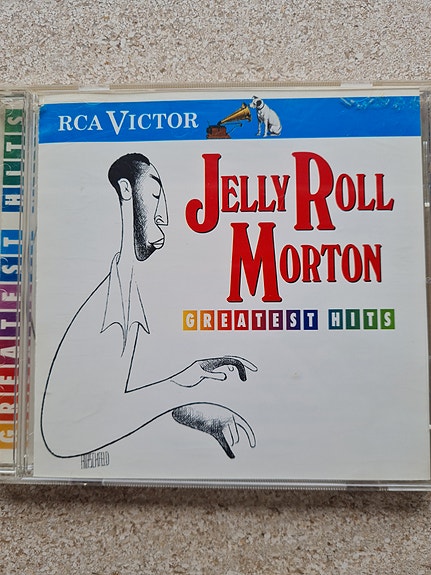 RCA VICTOR
JELLY ROLL
MORTON
GREATEST HITS
HIRSCHFELD
GREATEST HITS